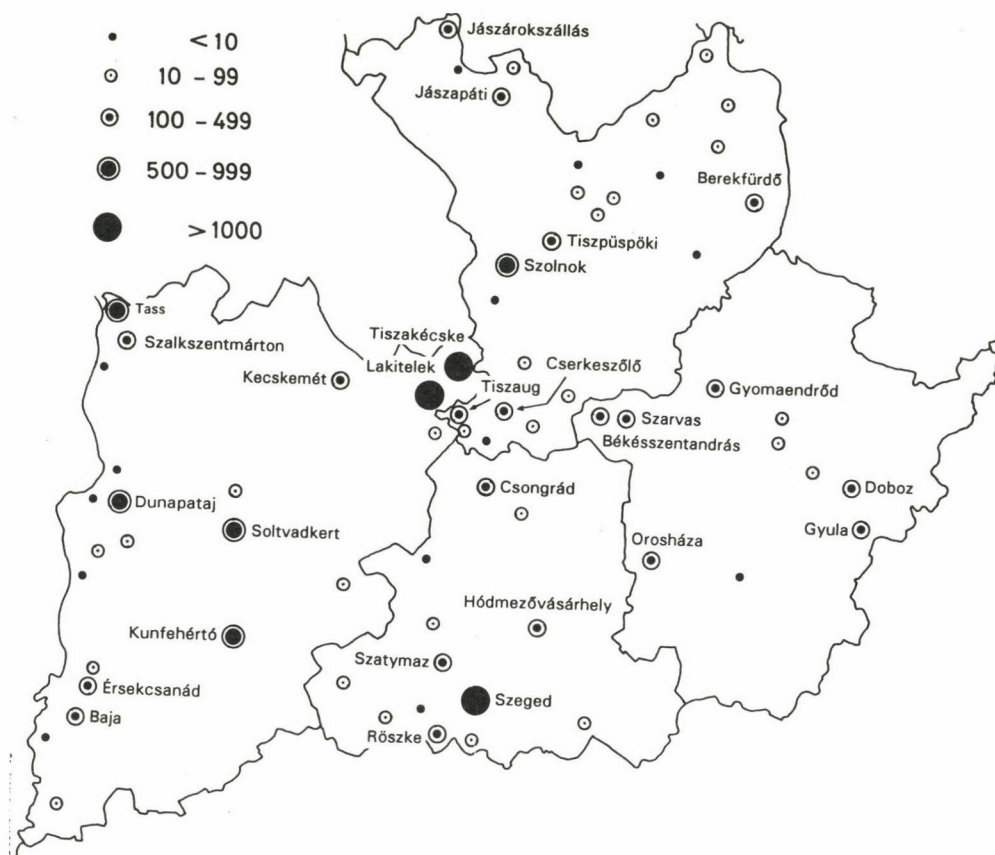 < 10
10 - 99
100 - 499
500 - 999
> 1000
Jászárokszállás
Jászapáti
Berekfürdő
Tiszpüspöki
Szolnok
Tass
Szalkszentmárton
Tiszakécske
Lakitelek
Kecskemét
Tiszaug
Cserkeszőlő
Gyomaendrőd
Szarvas
Békésszentandrás
Csongrád
Doboz
Dunapataj
Soltvadkert
Gyula
Orosháza
Hódmezővásárhely
Kunfehértó
Szatymaz
Érsekcsanád
Szeged
Baja
Röszke